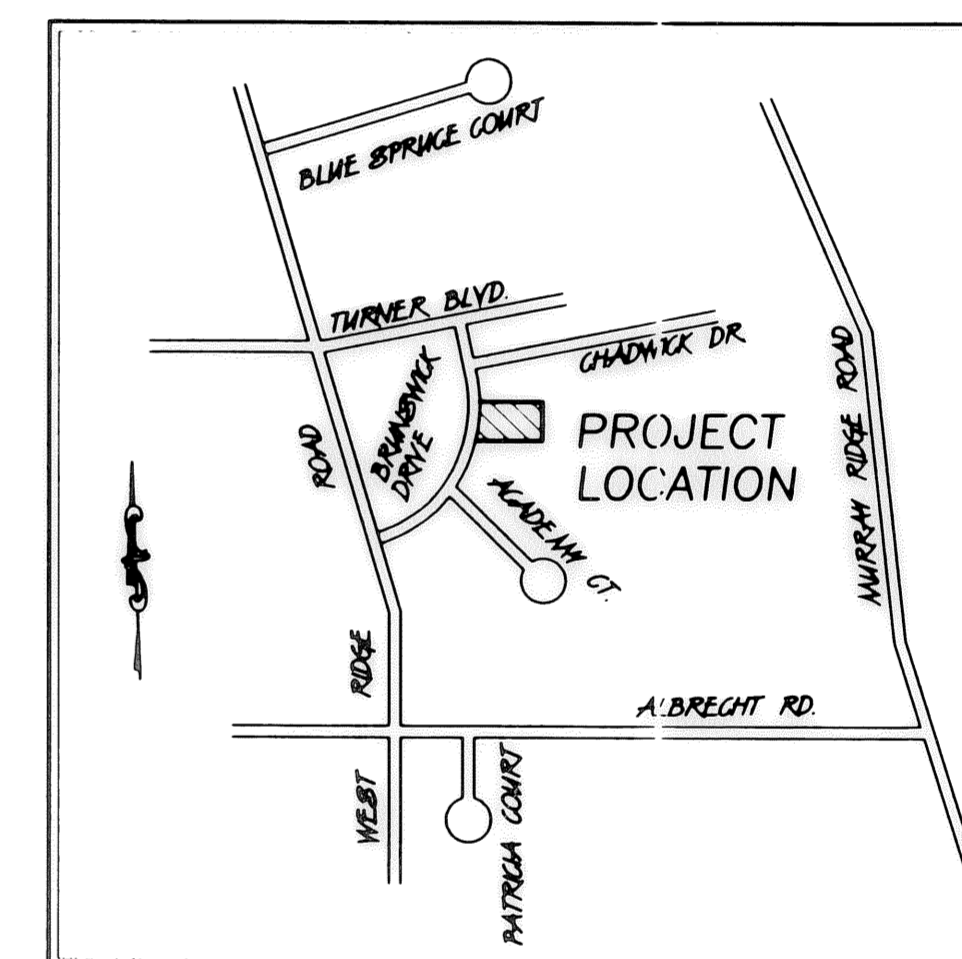 BLUE SPRUCE COURT
TURNER BLVD.
CHADWICK DR
BRUNSWICK
DRIVE
ROAD
PROJECT
LOCATION
MURRAY RIDGE ROAD
ACADEMY CT.
RIDGE
ALBRECHT RD.
WEST
PATRICIA COURT